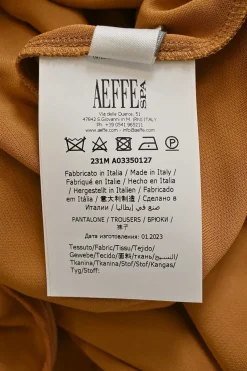 AEFFE SPA
Via delle Querce, 51
47842 S.Giovanni in M. (RN) ITALY
Ph. +39.0541.965211
www.aeffe.com info@aeffe.com
231M A03350127
Fabbricato in Italia / Made in Italy /
Fabriqué en Italie / Hecho en Italia
/ Hergestellt in Italien / Fabricado
em Itália / 意大利制造 / Сделано в
Италии / صنع في إيطاليا
PANTALONE / TROUSERS / БРЮКИ /
裤子
Дата изготовления: 01.2023
Tessuto/Fabric/Tissu/Tejido/
Gewebe/Tecido/面料/ткань/النسيج/
Tkanina/Tkanina/Stof/Stof/Kangas/
Tyg/Stoff: